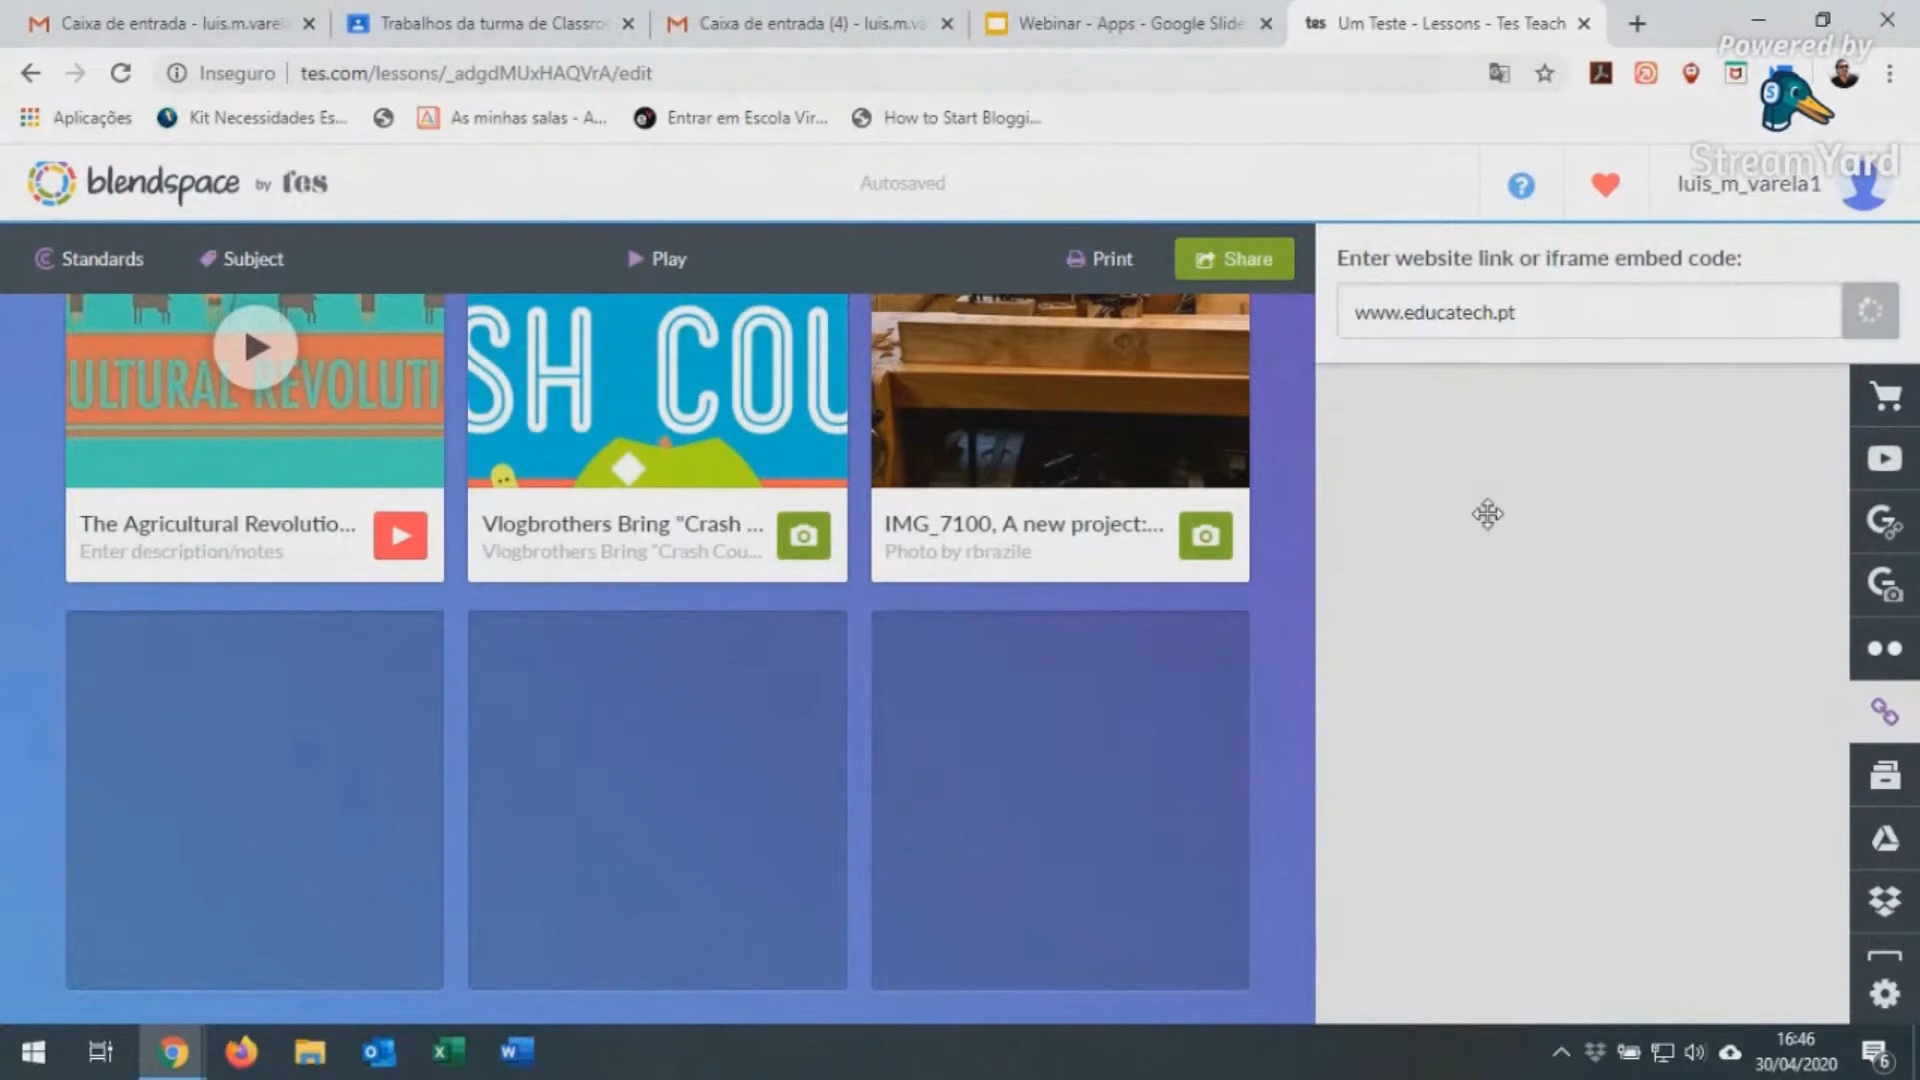 Caixa de entrada - luis.m.varel
Trabalhos da turma de Classro
Caixa de entrada (4) - luis.m.va
Webinar - Apps - Google Slide
tes Um Teste - Lessons - Tes Teach
Powered by
Inseguro
tes.com/lessons/_adgdMUxHAQVrA/edit
Aplicações
Kit Necessidades Es...
As minhas salas - A...
Entrar em Escola Vir...
How to Start Bloggi...
StreamYard
blendspace by tes
Autosaved
luis_m_varela1
Standards
Subject
Play
Print
Share
Enter website link or iframe embed code:
www.educatech.pt
ULTURAL REVOLUTI
SH COU
The Agricultural Revolutio...
Enter description/notes
Vlogbrothers Bring "Crash ...
Vlogbrothers Bring "Crash Cou...
IMG_7100, A new project:...
Photo by rbrazile
16:46
30/04/2020
6